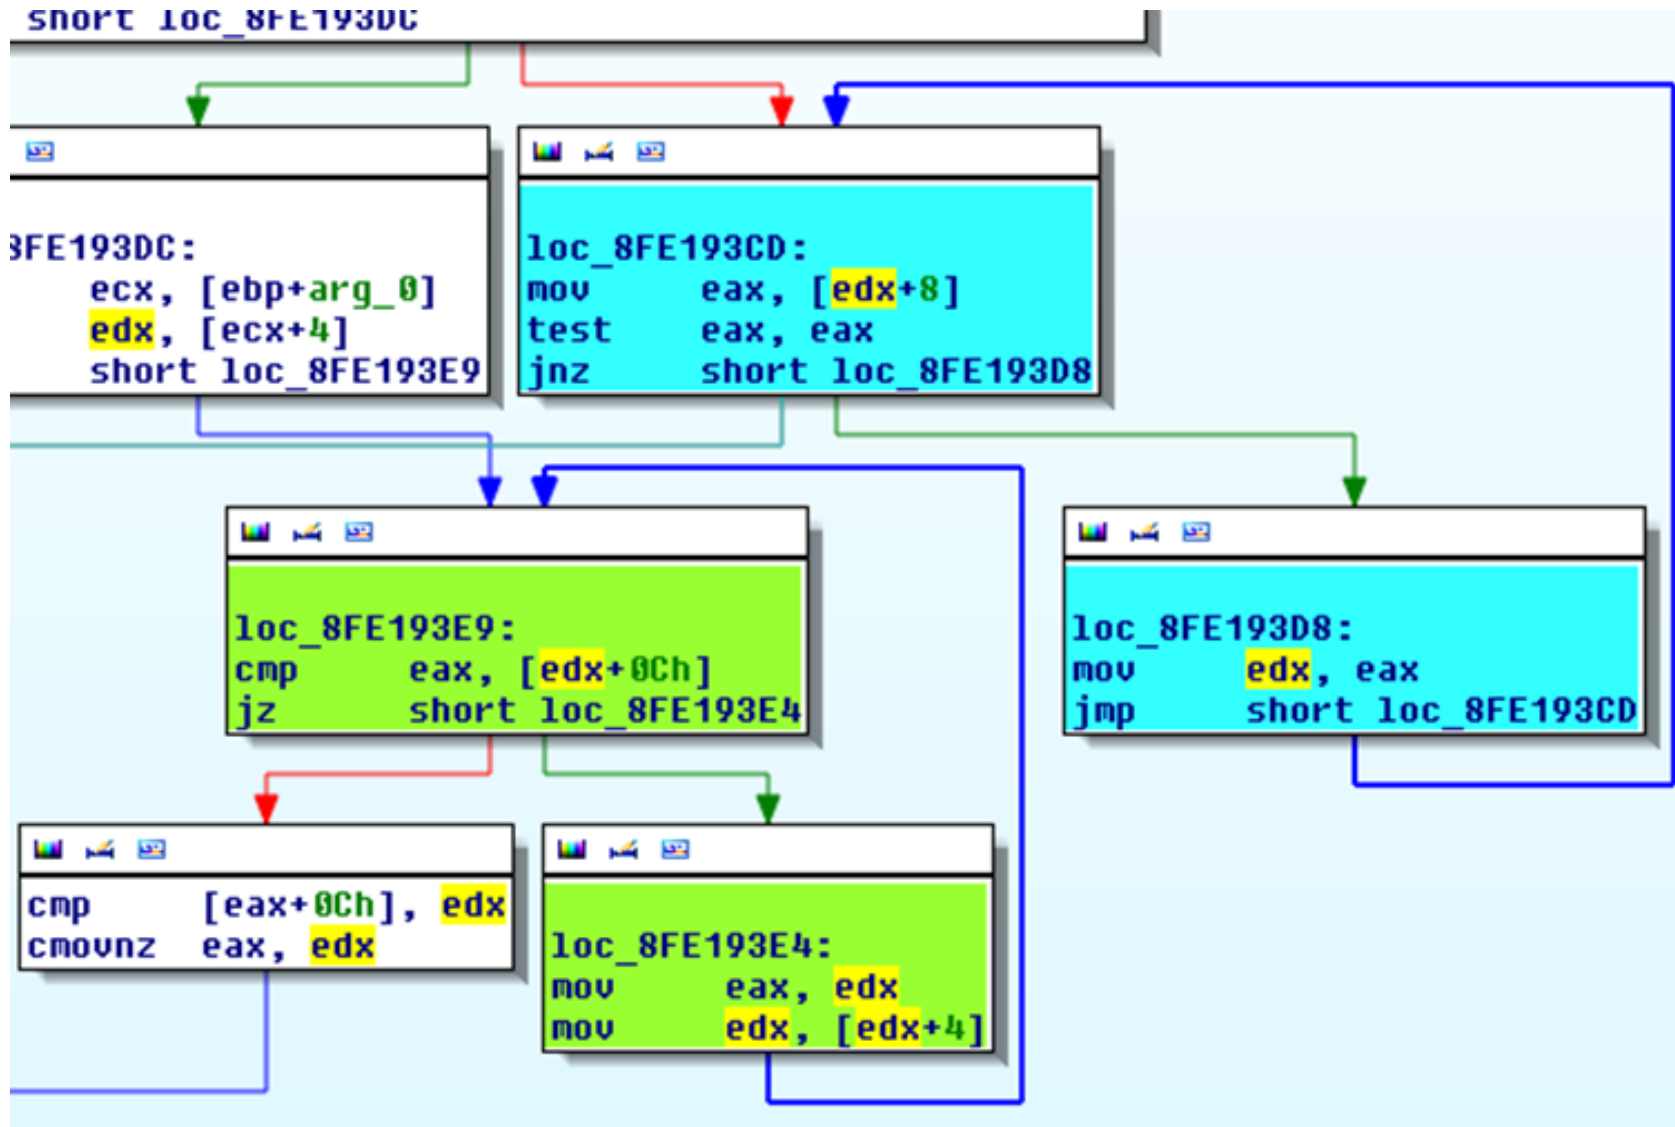 short loc_8FE193DC
8FE193DC:
ecx, [ebp+arg_0]
edx, [ecx+4]
short loc_8FE193E9
loc_8FE193CD:
mov eax, [edx+8]
test eax, eax
jnz short loc_8FE193D8
loc_8FE193E9:
cmp eax, [edx+0Ch]
jz short loc_8FE193E4
loc_8FE193D8:
mov edx, eax
jmp short loc_8FE193CD
cmp [eax+0Ch], edx
cmovnz eax, edx
loc_8FE193E4:
mov eax, edx
mov edx, [edx+4]